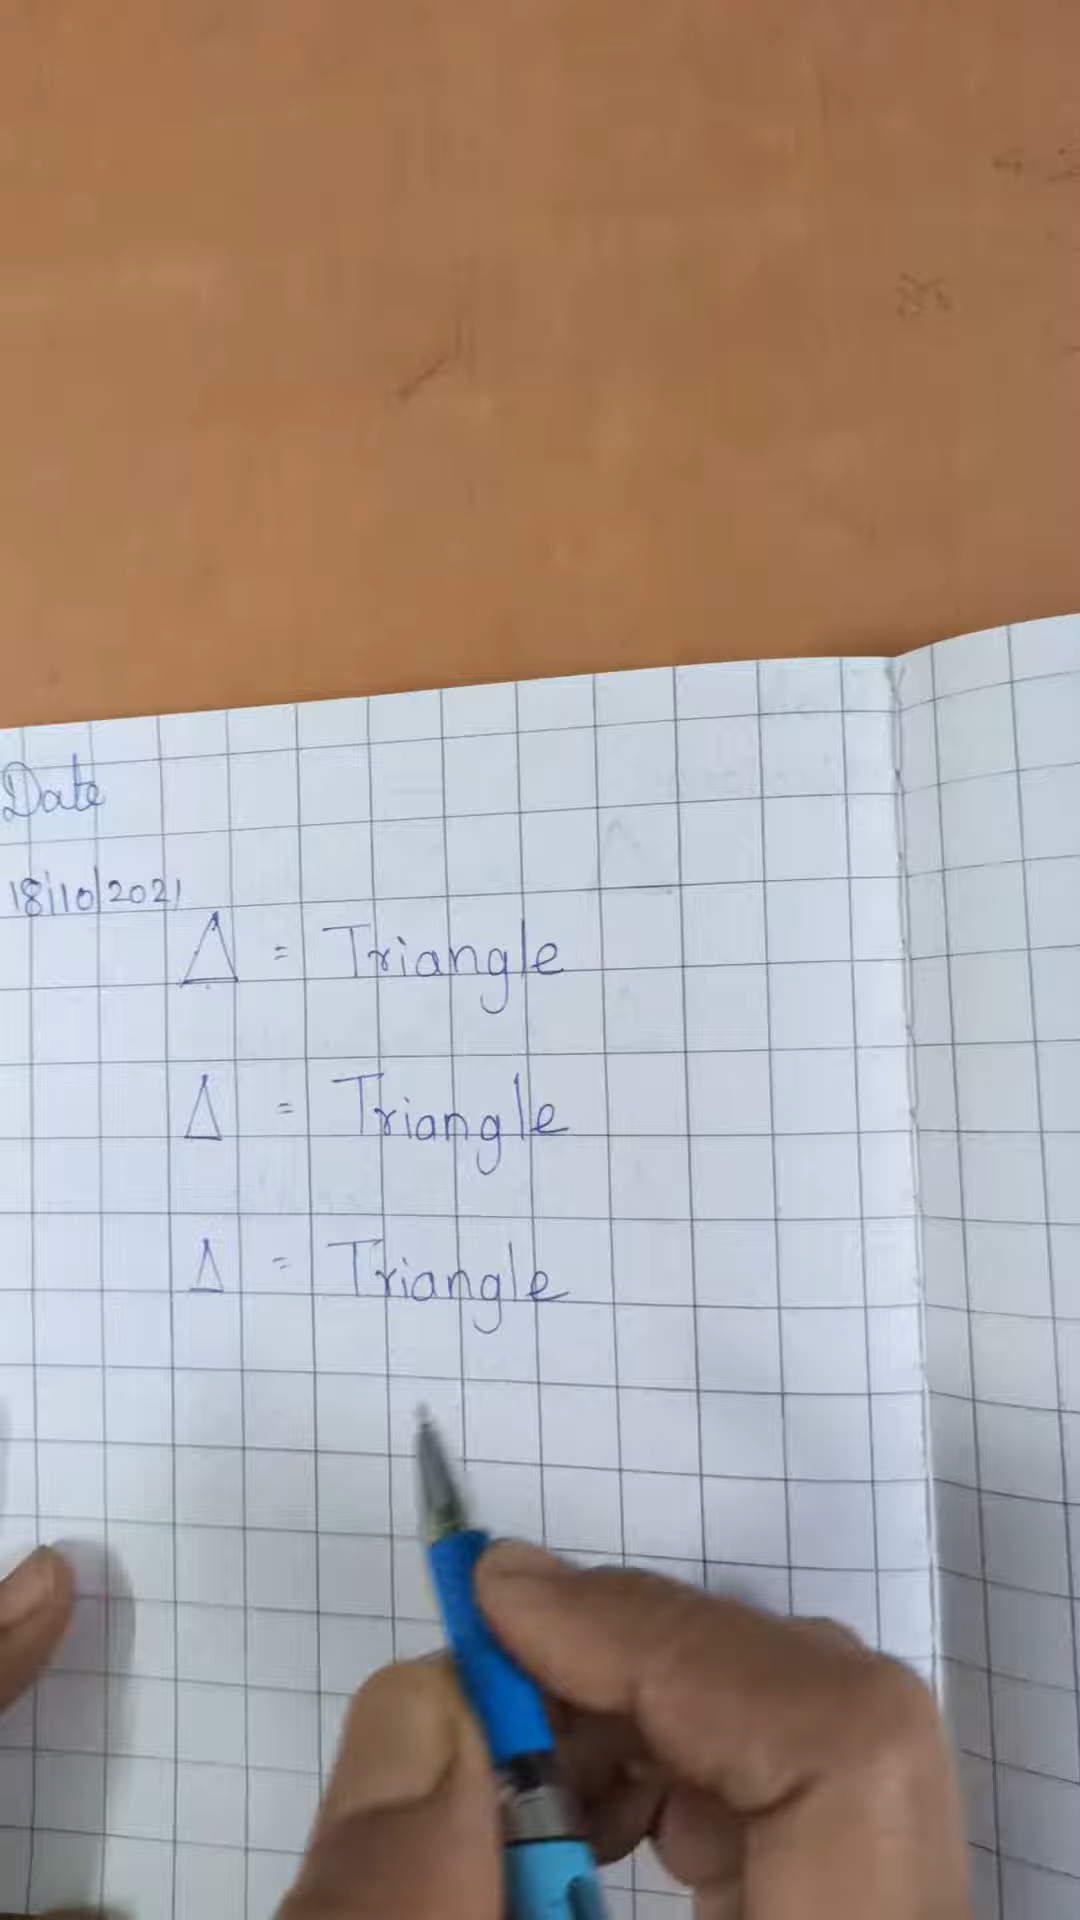 Date
18/10/2021
Δ = Triangle
Δ = Triangle
Δ = Triangle